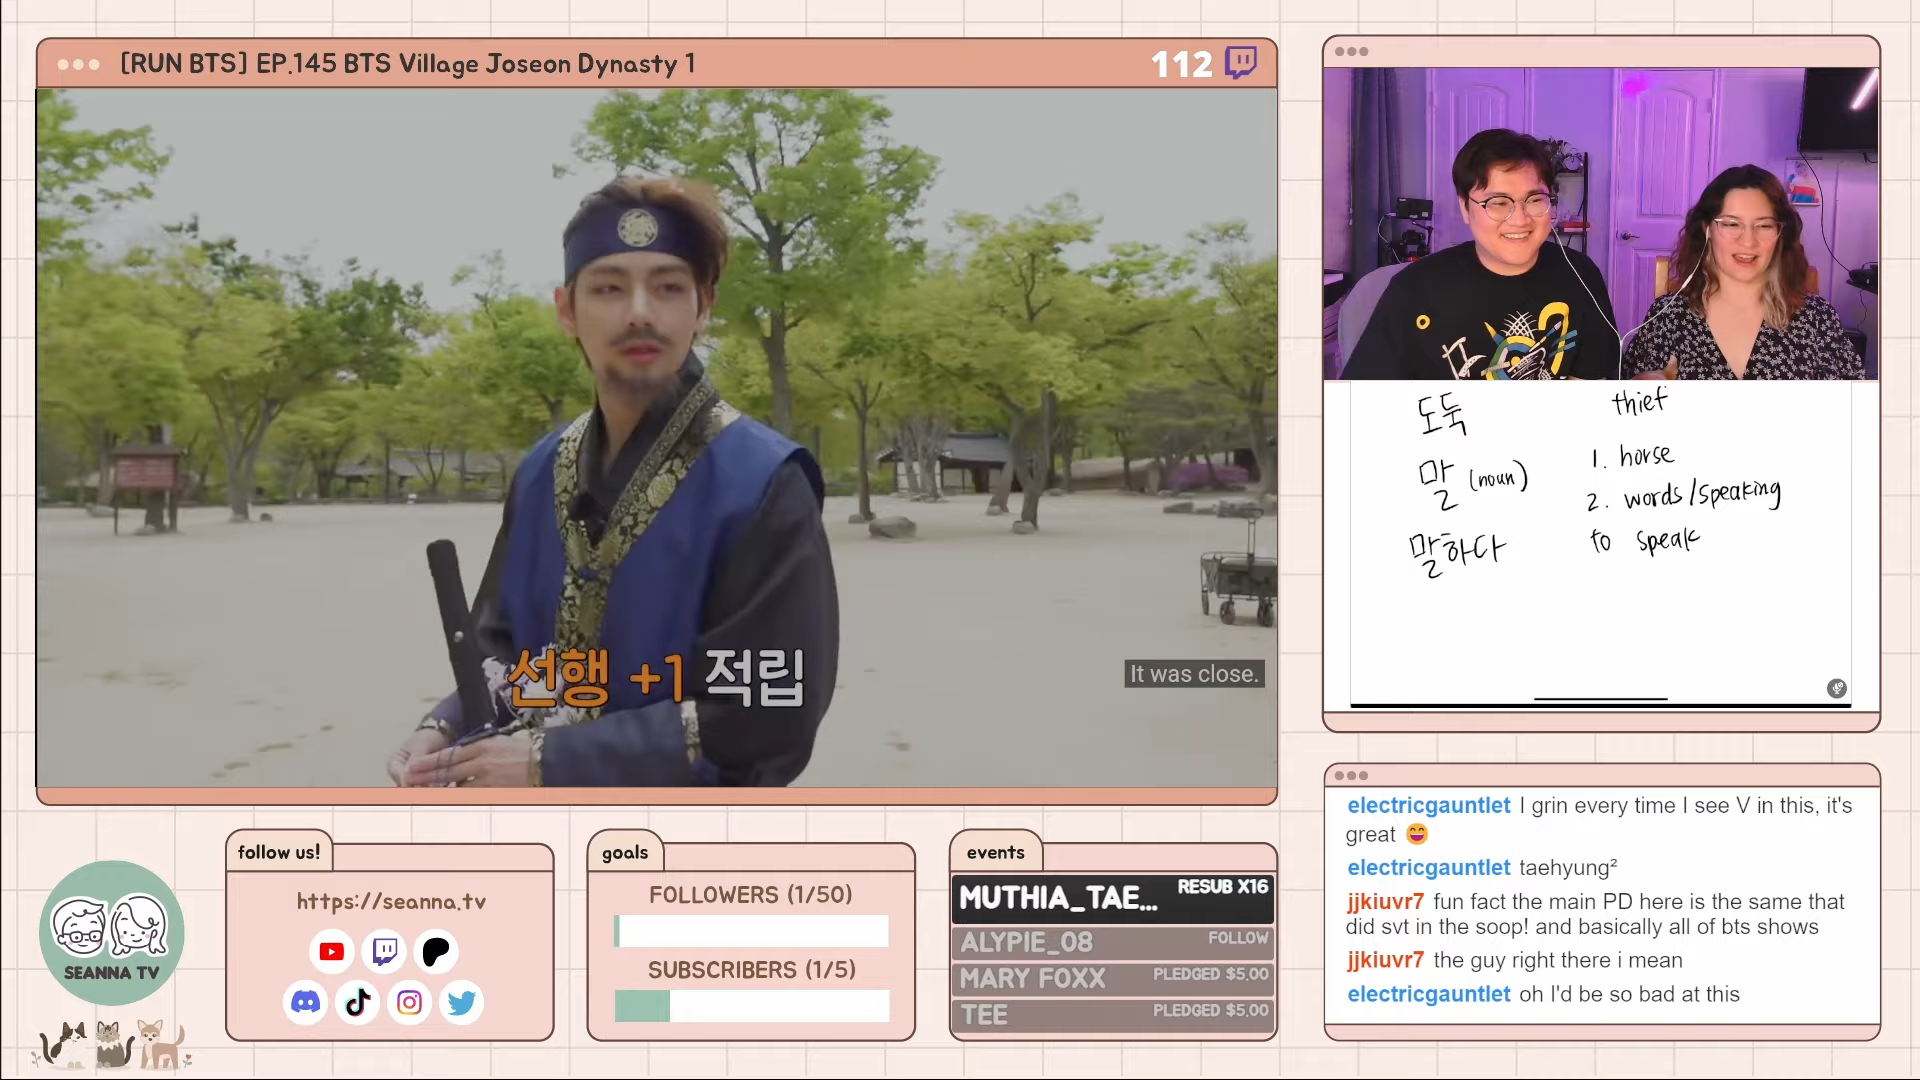 [RUN BTS] EP.145 BTS Village Joseon Dynasty 1
112
선행 +1 적립
It was close.
도둑 thief
말 (noun) 1. horse
2. words/speaking
말하다 to speak
follow us!
https://seanna.tv
SEANNA TV
goals
FOLLOWERS (1/50)
SUBSCRIBERS (1/5)
events
MUTHIA_TAE... RESUB X16
ALYPIE_08 FOLLOW
MARY FOXX PLEDGED $5.00
TEE PLEDGED $5.00
electricgauntlet I grin every time I see V in this, it's
great 😄
electricgauntlet taehyung²
jjkiuvr7 fun fact the main PD here is the same that
did svt in the soop! and basically all of bts shows
jjkiuvr7 the guy right there i mean
electricgauntlet oh I'd be so bad at this